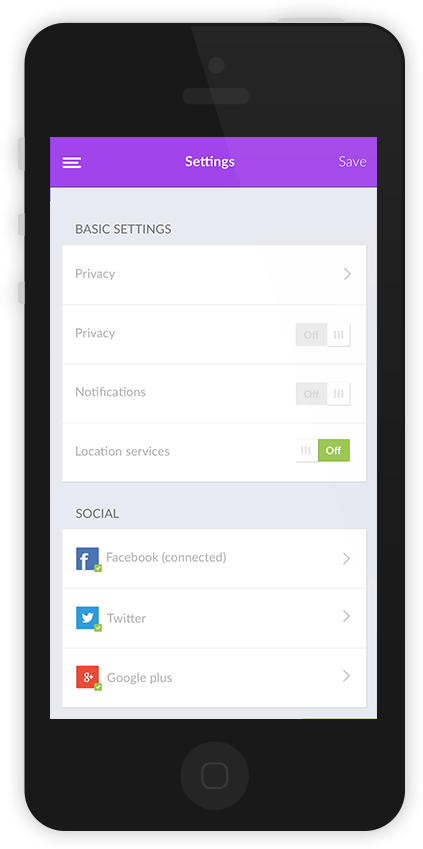 Settings Save
BASIC SETTINGS
Privacy
Privacy Off
Notifications Off
Location services Off
SOCIAL
f Facebook (connected)
Twitter
g+ Google plus